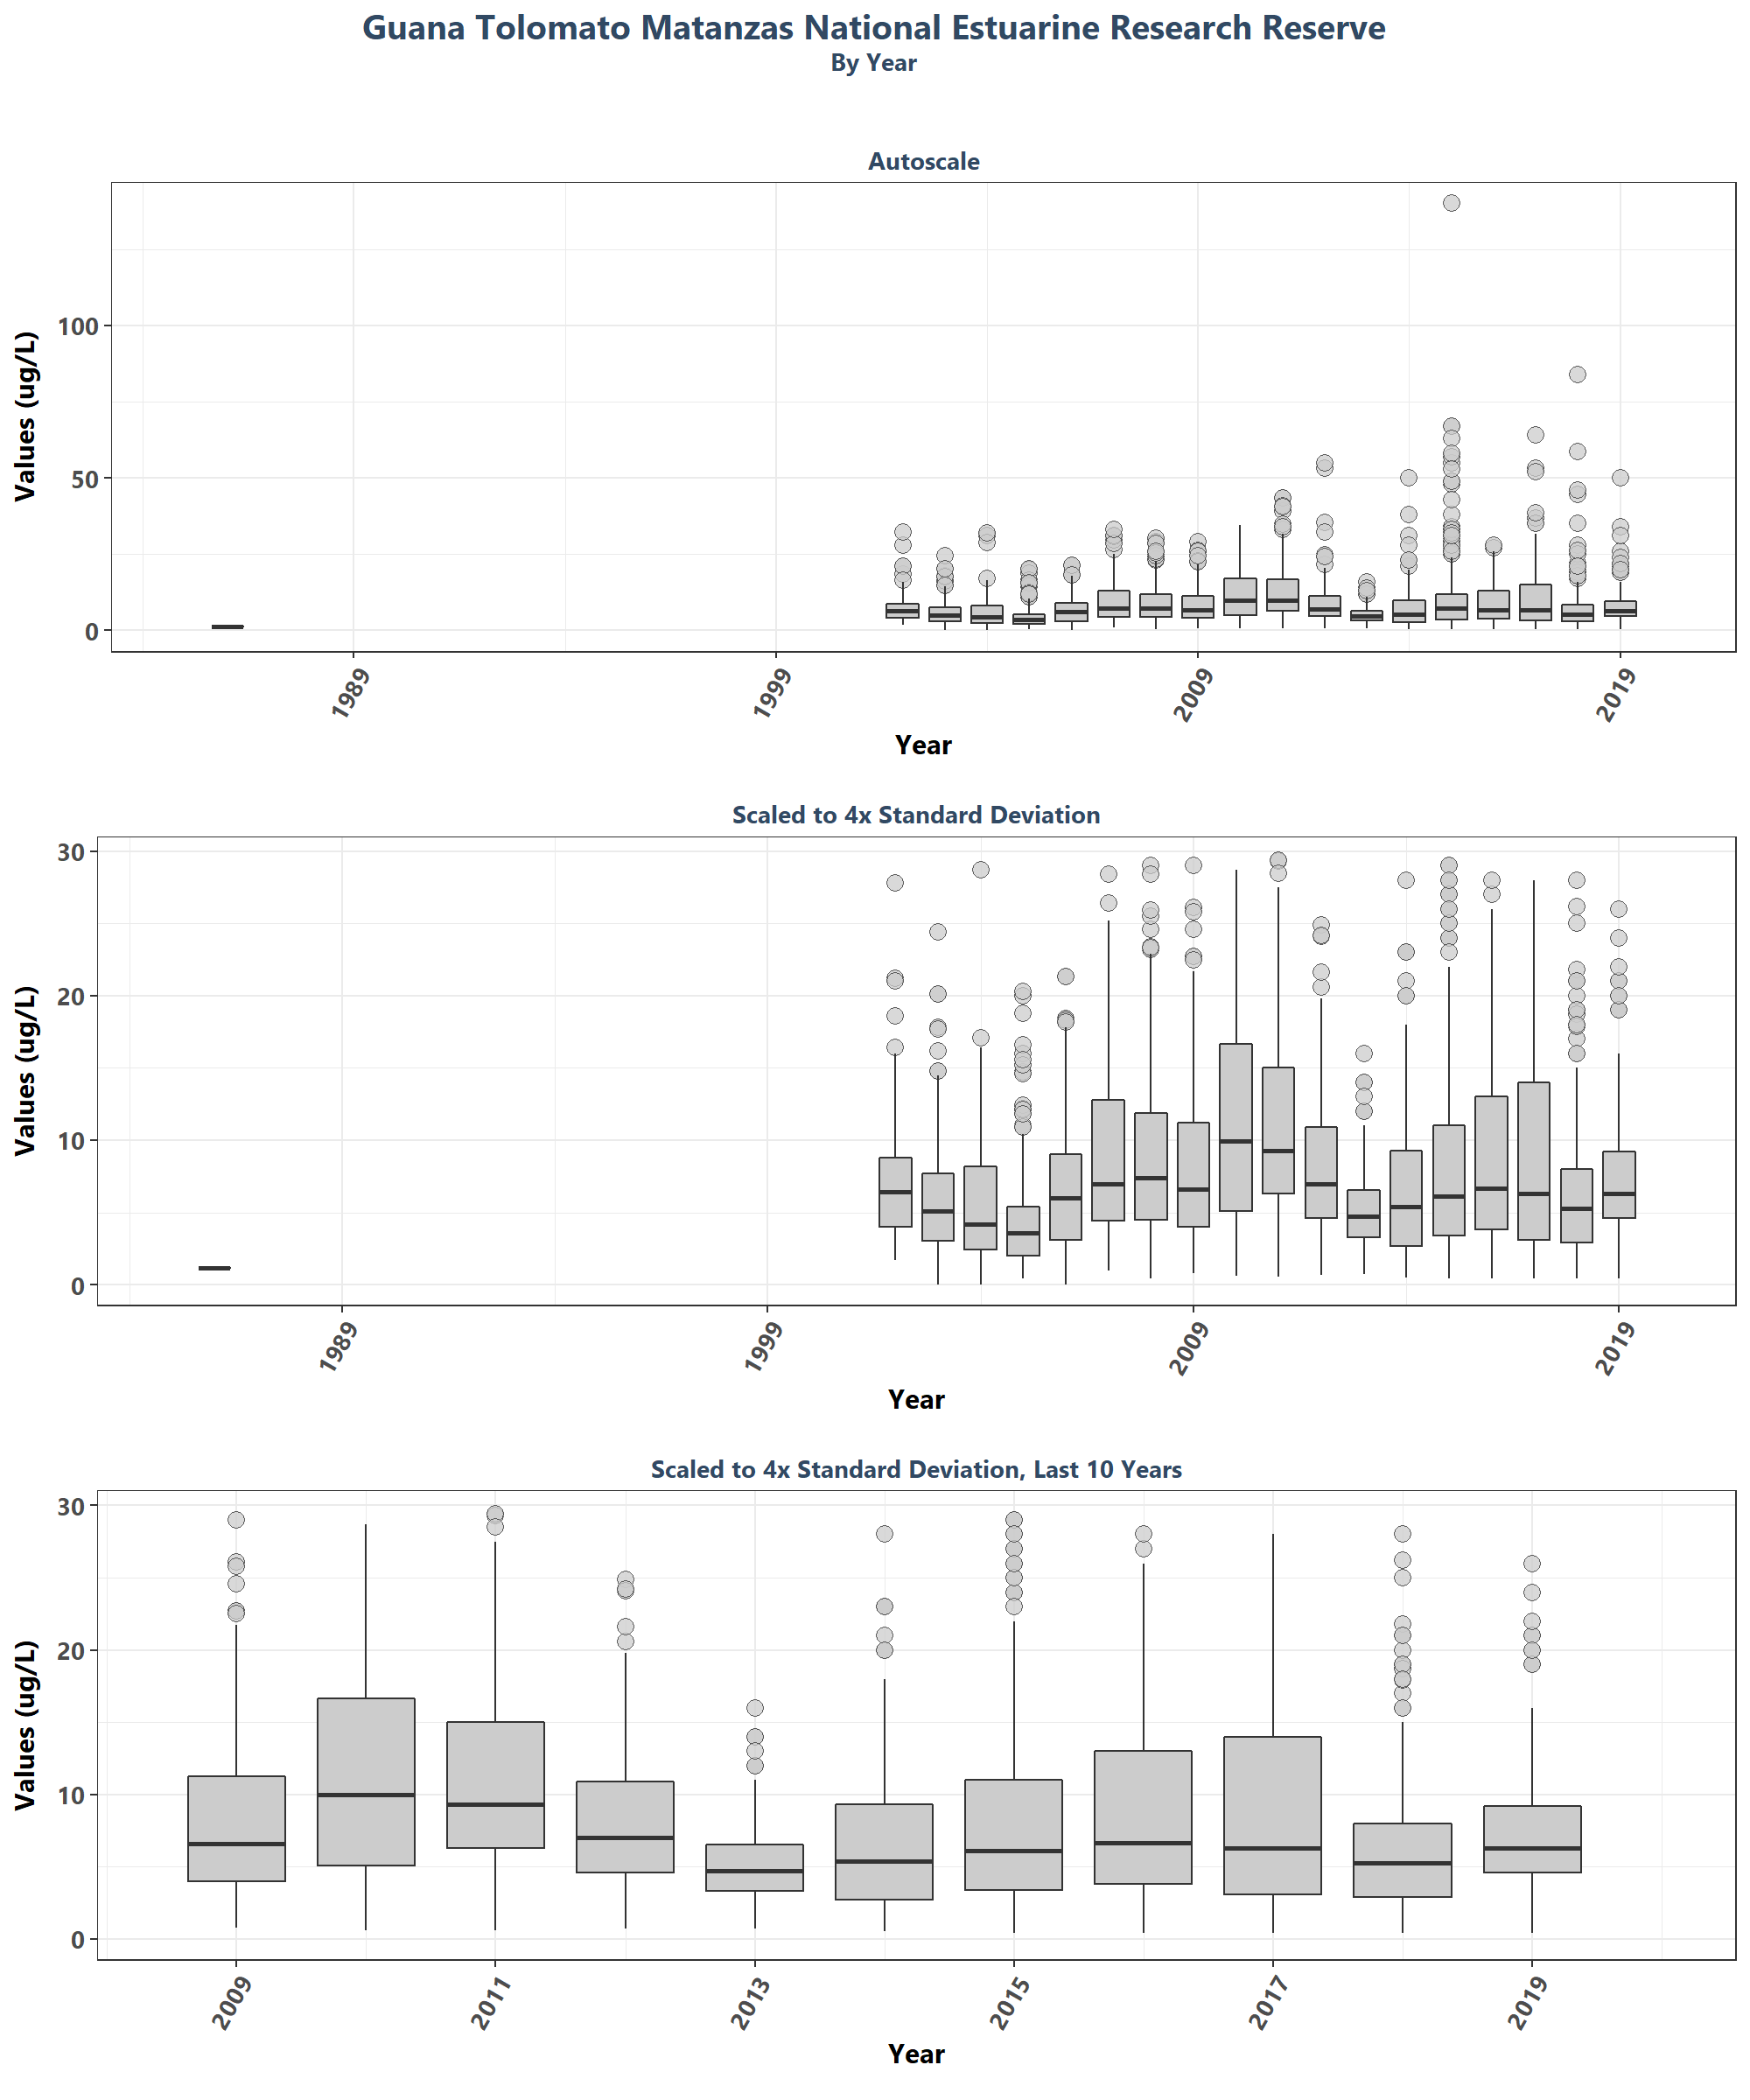 Guana Tolomato Matanzas National Estuarine Research Reserve
By Year
Autoscale
Values (ug/L)
100
50
0
1989
1999
2009
2019
Year
Scaled to 4x Standard Deviation
Values (ug/L)
30
20
10
0
1989
1999
2009
2019
Year
Scaled to 4x Standard Deviation, Last 10 Years
Values (ug/L)
30
20
10
0
2009
2011
2013
2015
2017
2019
Year